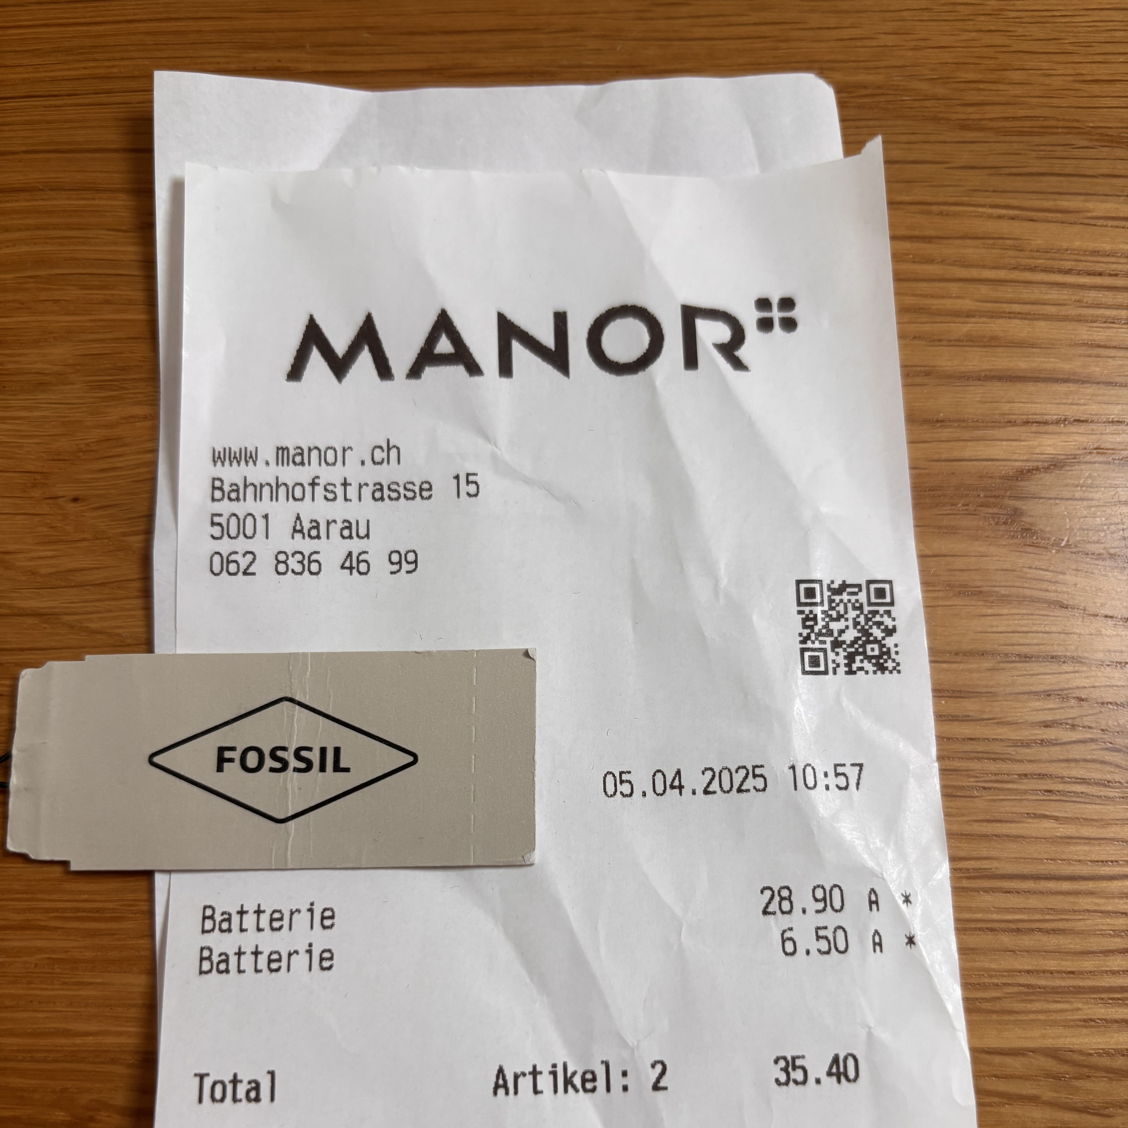 MANOR
www.manor.ch
Bahnhofstrasse 15
5001 Aarau
062 836 46 99
FOSSIL
05.04.2025 10:57
Batterie 28.90 A *
Batterie 6.50 A *
Total Artikel: 2 35.40